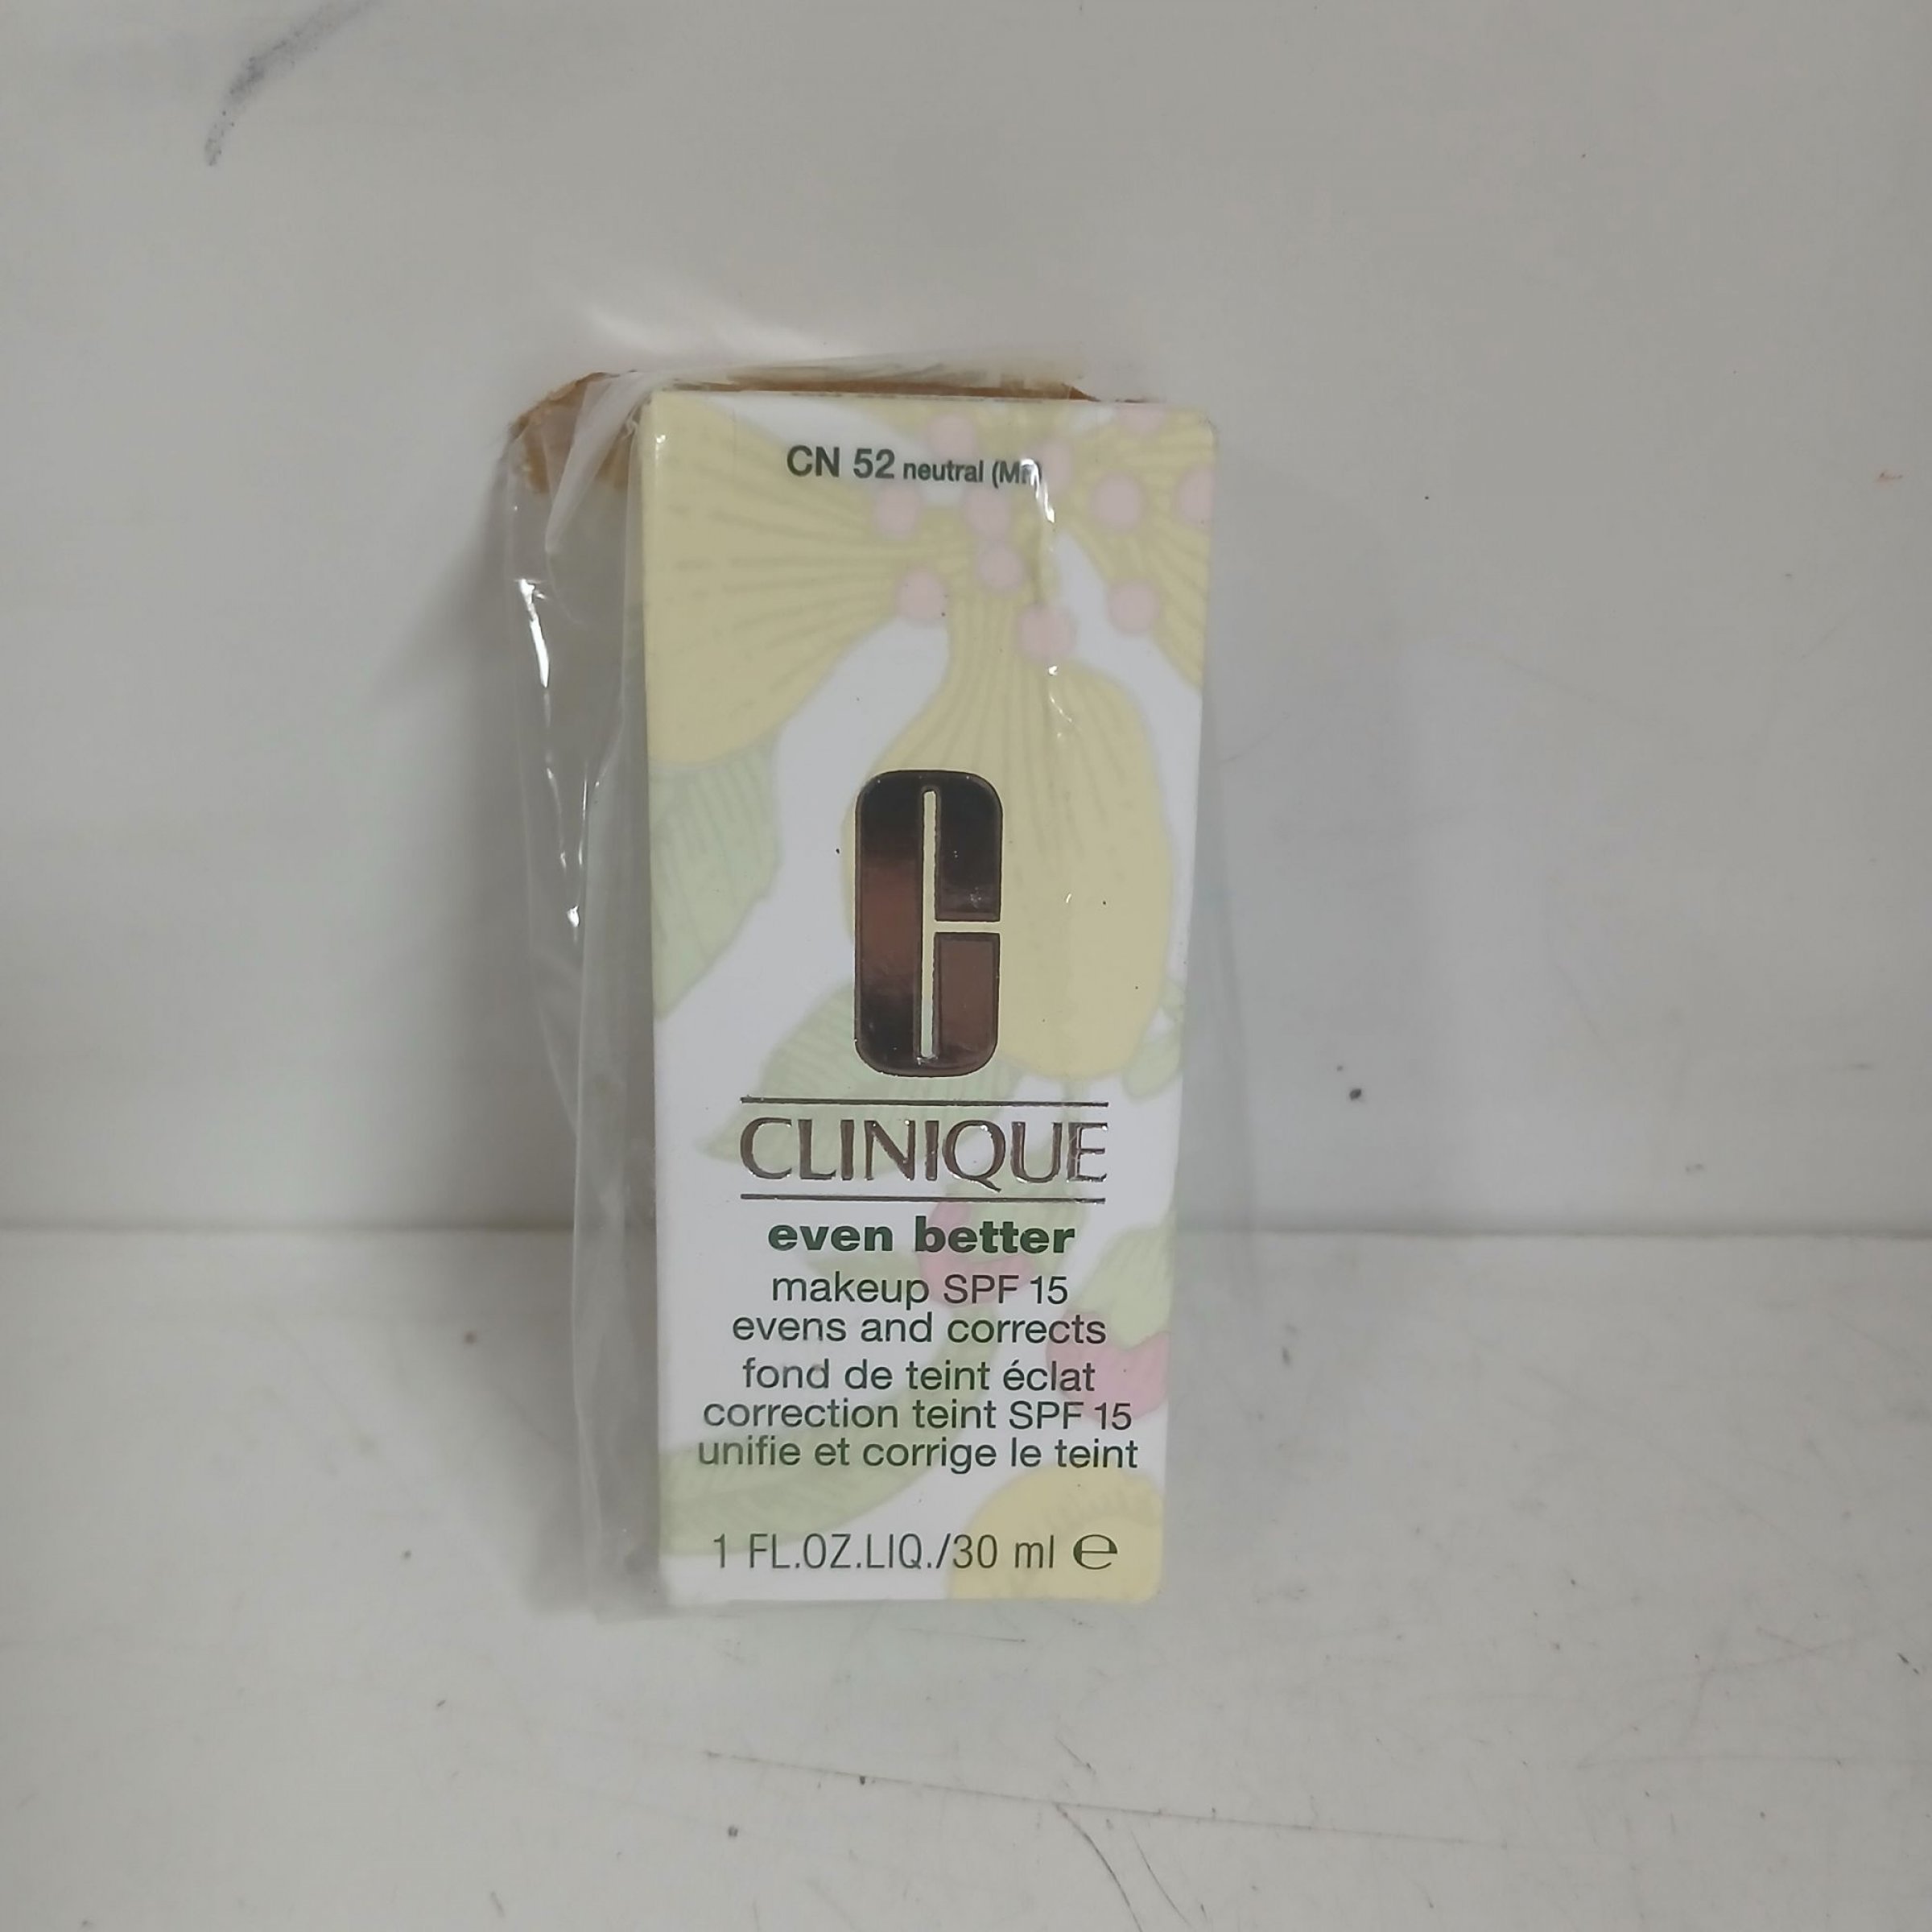 CN 52 neutral (MF)
CLINIQUE
even better
makeup SPF 15
evens and corrects
fond de teint éclat
correction teint SPF 15
unifie et corrige le teint
1 FL.OZ.LIQ./30 ml ℮